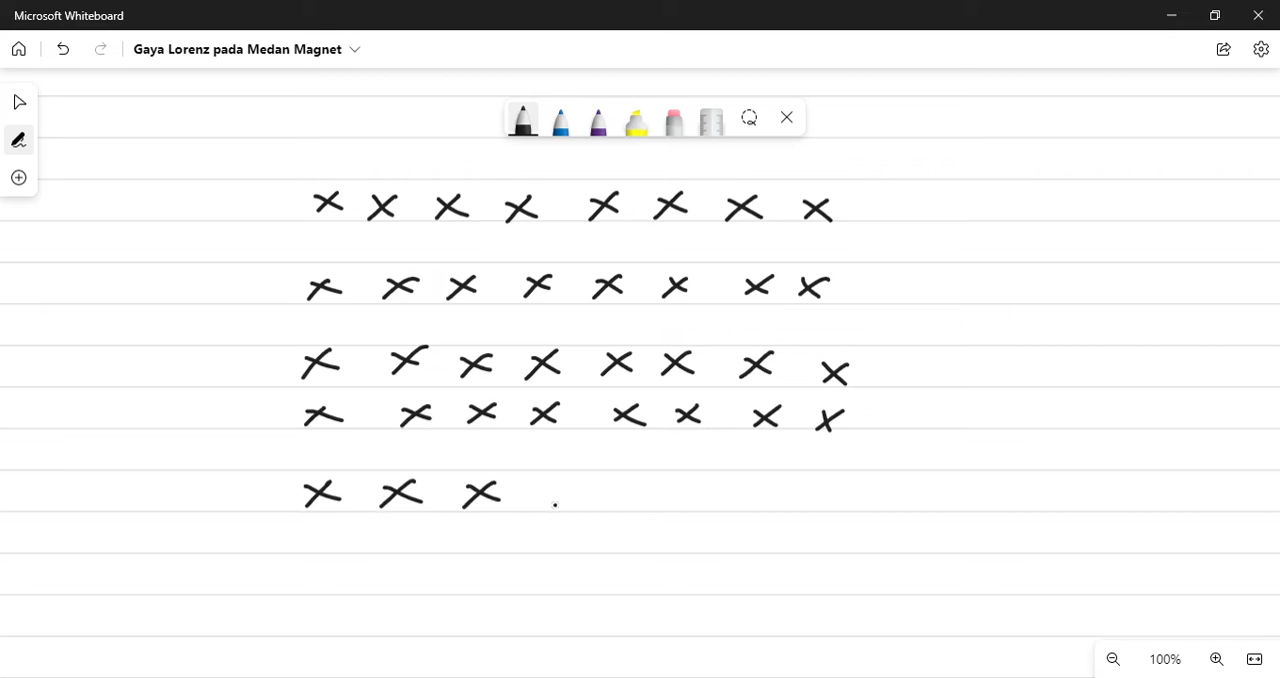 Microsoft Whiteboard
Gaya Lorenz pada Medan Magnet
x x x x x x x x
x x x x x x x x
x x x x x x x x
x x x x x x x x
x x x
100%